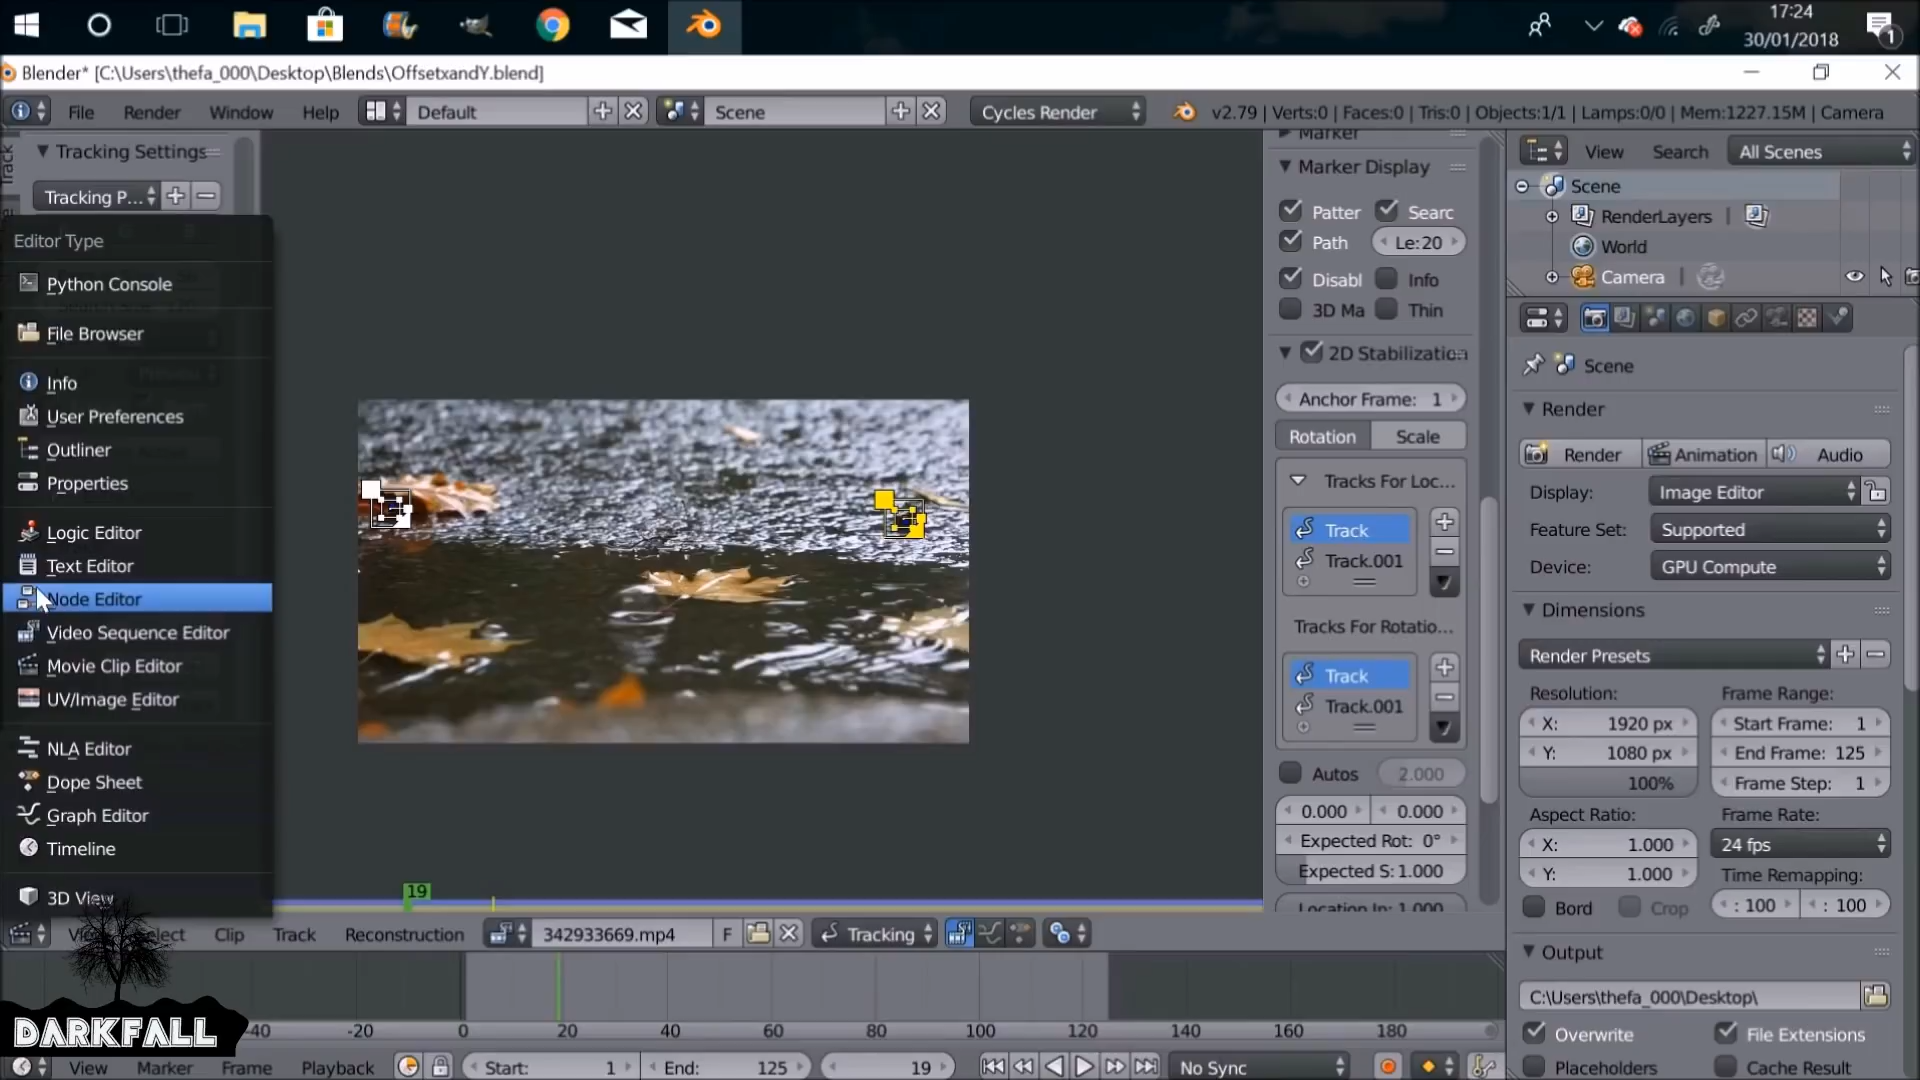 17:24
30/01/2018
1
Blender* [C:\Users\thefa_000\Desktop\Blends\OffsetxandY.blend]
File Render Window Help Default Scene Cycles Render v2.79 | Verts:0 | Faces:0 | Tris:0 | Objects:1/1 | Lamps:0/0 | Mem:1227.15M | Camera
Track
Tracking Settings
Tracking P...
Editor Type
Python Console
File Browser
Info
User Preferences
Outliner
Properties
Logic Editor
Text Editor
Node Editor
Video Sequence Editor
Movie Clip Editor
UV/Image Editor
NLA Editor
Dope Sheet
Graph Editor
Timeline
3D View
19
Clip Track Reconstruction 342933669.mp4 F Tracking
Marker
Marker Display
Patter Searc
Path Le:20
Disabl Info
3D Ma Thin
2D Stabilization
Anchor Frame: 1
Rotation Scale
Tracks For Loc...
Track
Track.001
Tracks For Rotatio...
Track
Track.001
Autos 2.000
0.000 0.000
Expected Rot: 0°
Expected S: 1.000
Location In: 1.000
View Search All Scenes
Scene
RenderLayers |
World
Camera |
Scene
Render
Render Animation Audio
Display: Image Editor
Feature Set: Supported
Device: GPU Compute
Dimensions
Render Presets
Resolution: Frame Range:
X: 1920 px Start Frame: 1
Y: 1080 px End Frame: 125
100% Frame Step: 1
Aspect Ratio: Frame Rate:
X: 1.000 24 fps
Y: 1.000 Time Remapping:
Bord Crop : 100 : 100
Output
C:\Users\thefa_000\Desktop\
Overwrite File Extensions
Placeholders Cache Result
DARKFALL
-40 -20 0 20 40 60 80 100 120 140 160 180
View Marker Frame Playback Start: 1 End: 125 19 No Sync